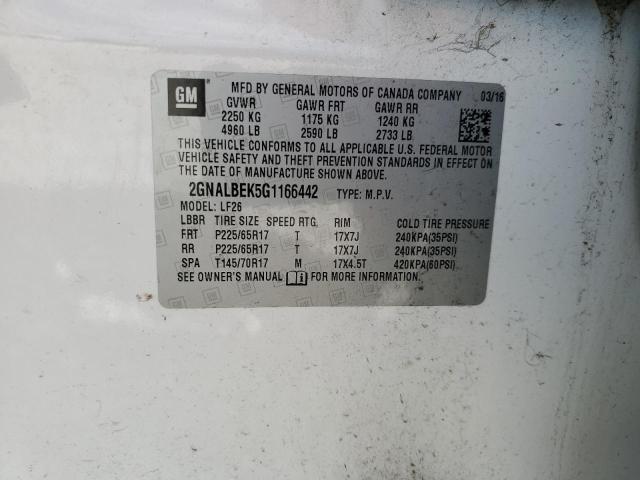 GM
MFD BY GENERAL MOTORS OF CANADA COMPANY 03/16
GVWR GAWR FRT GAWR RR
2250 KG 1175 KG 1240 KG
4960 LB 2590 LB 2733 LB.
THIS VEHICLE CONFORMS TO ALL APPLICABLE U.S. FEDERAL MOTOR
VEHICLE SAFETY AND THEFT PREVENTION STANDARDS IN EFFECT ON
THE DATE OF MANUFACTURE SHOWN ABOVE.
2GNALBEK5G1166442 TYPE: M.P.V.
MODEL: LF26
LBBR TIRE SIZE SPEED RTG. RIM COLD TIRE PRESSURE
FRT P225/65R17 T 17X7J 240KPA(35PSI)
RR P225/65R17 T 17X7J 240KPA(35PSI)
SPA T145/70R17 M 17X4.5T 420KPA(60PSI)
SEE OWNER'S MANUAL FOR MORE INFORMATION.